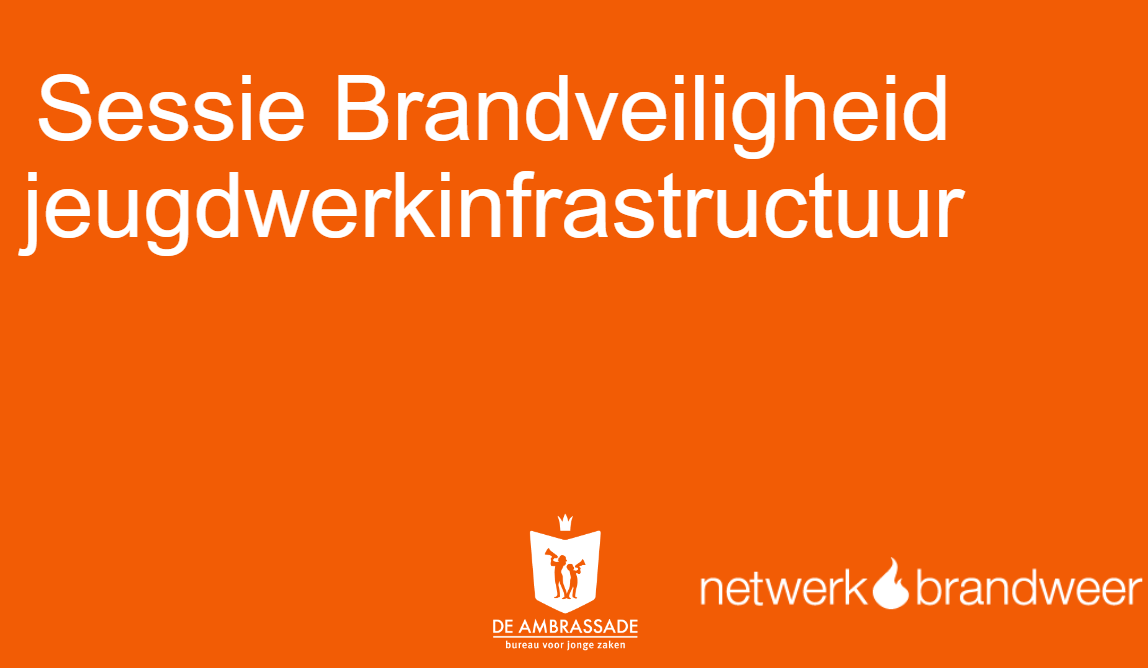 Sessie Brandveiligheid
jeugdwerkinfrastructuur
DE AMBRASSADE
bureau voor jonge zaken
netwerk brandweer